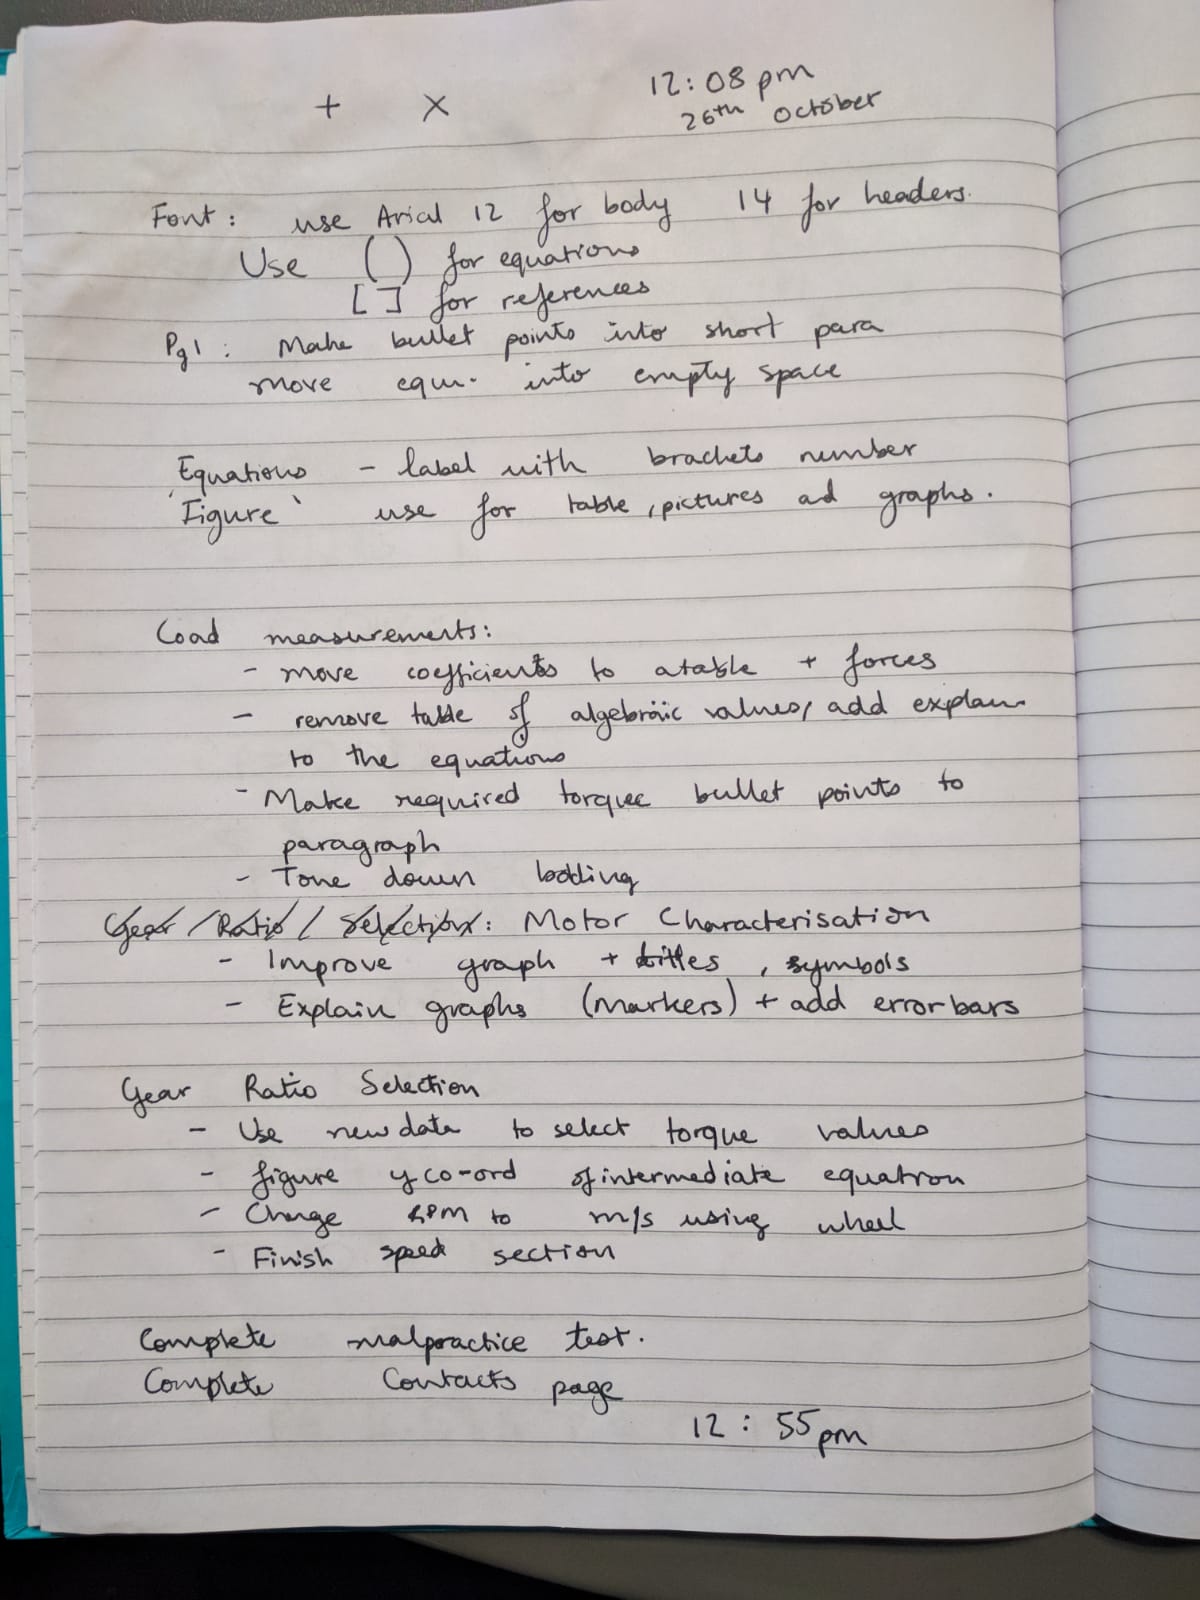 + X 12:08 pm
26th October
Font: use Arial 12 for body 14 for headers.
Use ( ) for equations
[ ] for references
Pg1: Make bullet points into short para
move equn. into empty space
Equations - label with brackets number
'Figure' use for table, pictures ad graphs.
Load measurements:
- move coefficients to a table + forces
- remove table of algebraic values, add explan
to the equations
- Make required torque bullet points to
paragraph
- Tone down bolding
Gear / Ratio / Selection: Motor Characterisation
- Improve graph + titles, symbols
- Explain graphs (markers) + add error bars
Gear Ratio Selection
- Use new data to select torque values
- figure y co-ord of intermediate equation
- Change RPM to m/s using wheel
- Finish speed section
Complete malpractice test.
Complete Contacts page
12:55pm